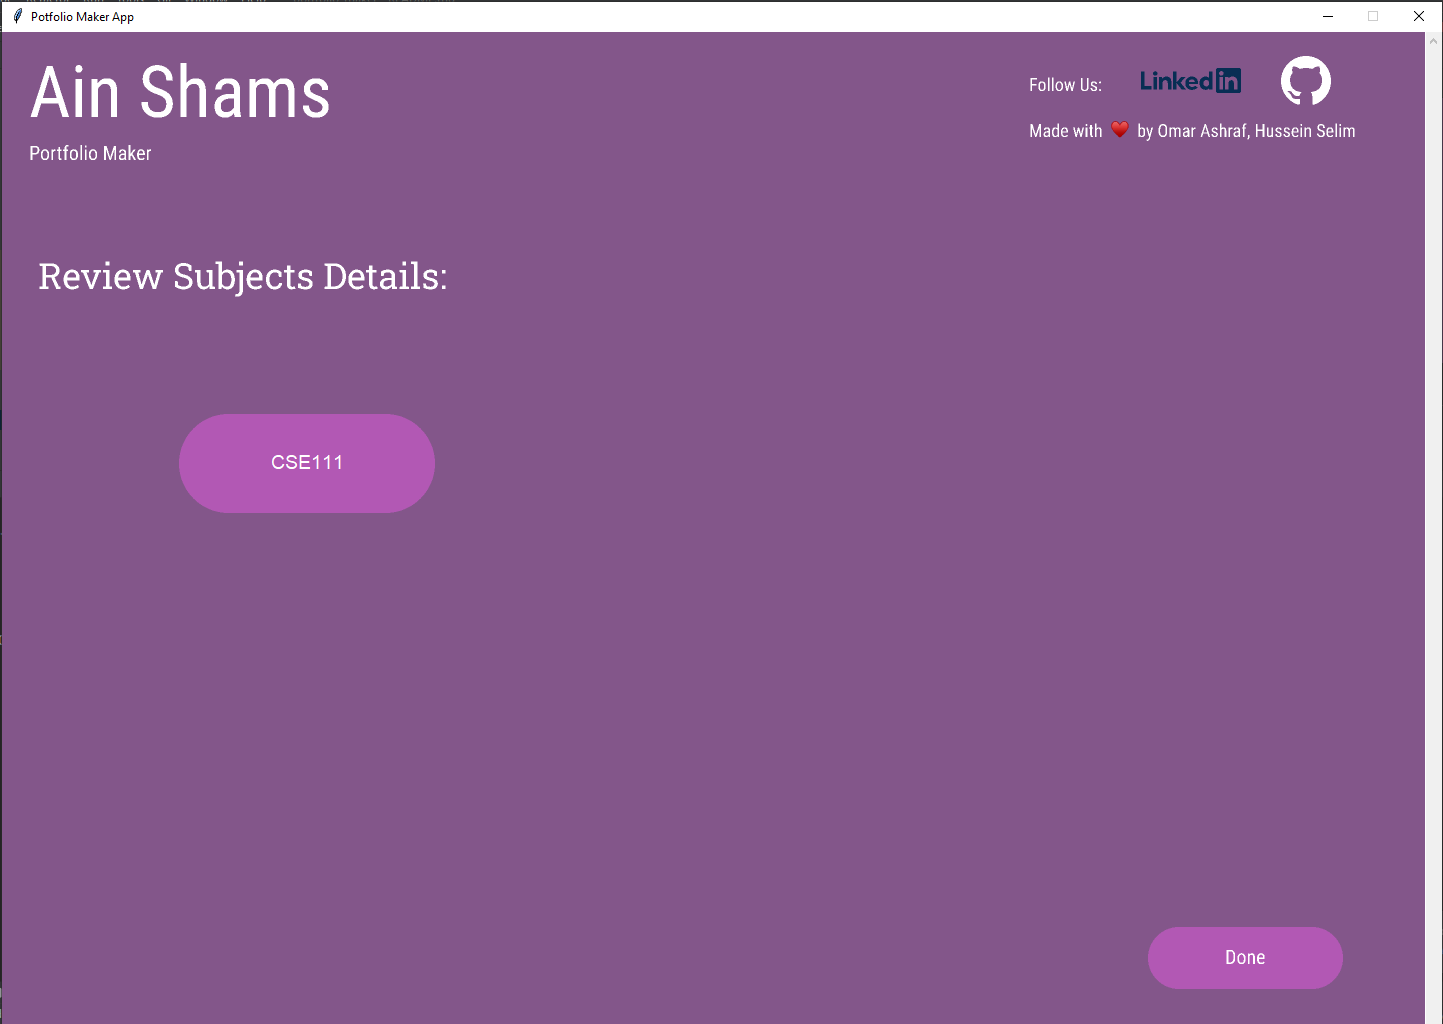 Potfolio Maker App
Ain Shams
Portfolio Maker
Follow Us: Linkedin
Made with ❤️ by Omar Ashraf, Hussein Selim
Review Subjects Details:
CSE111
Done